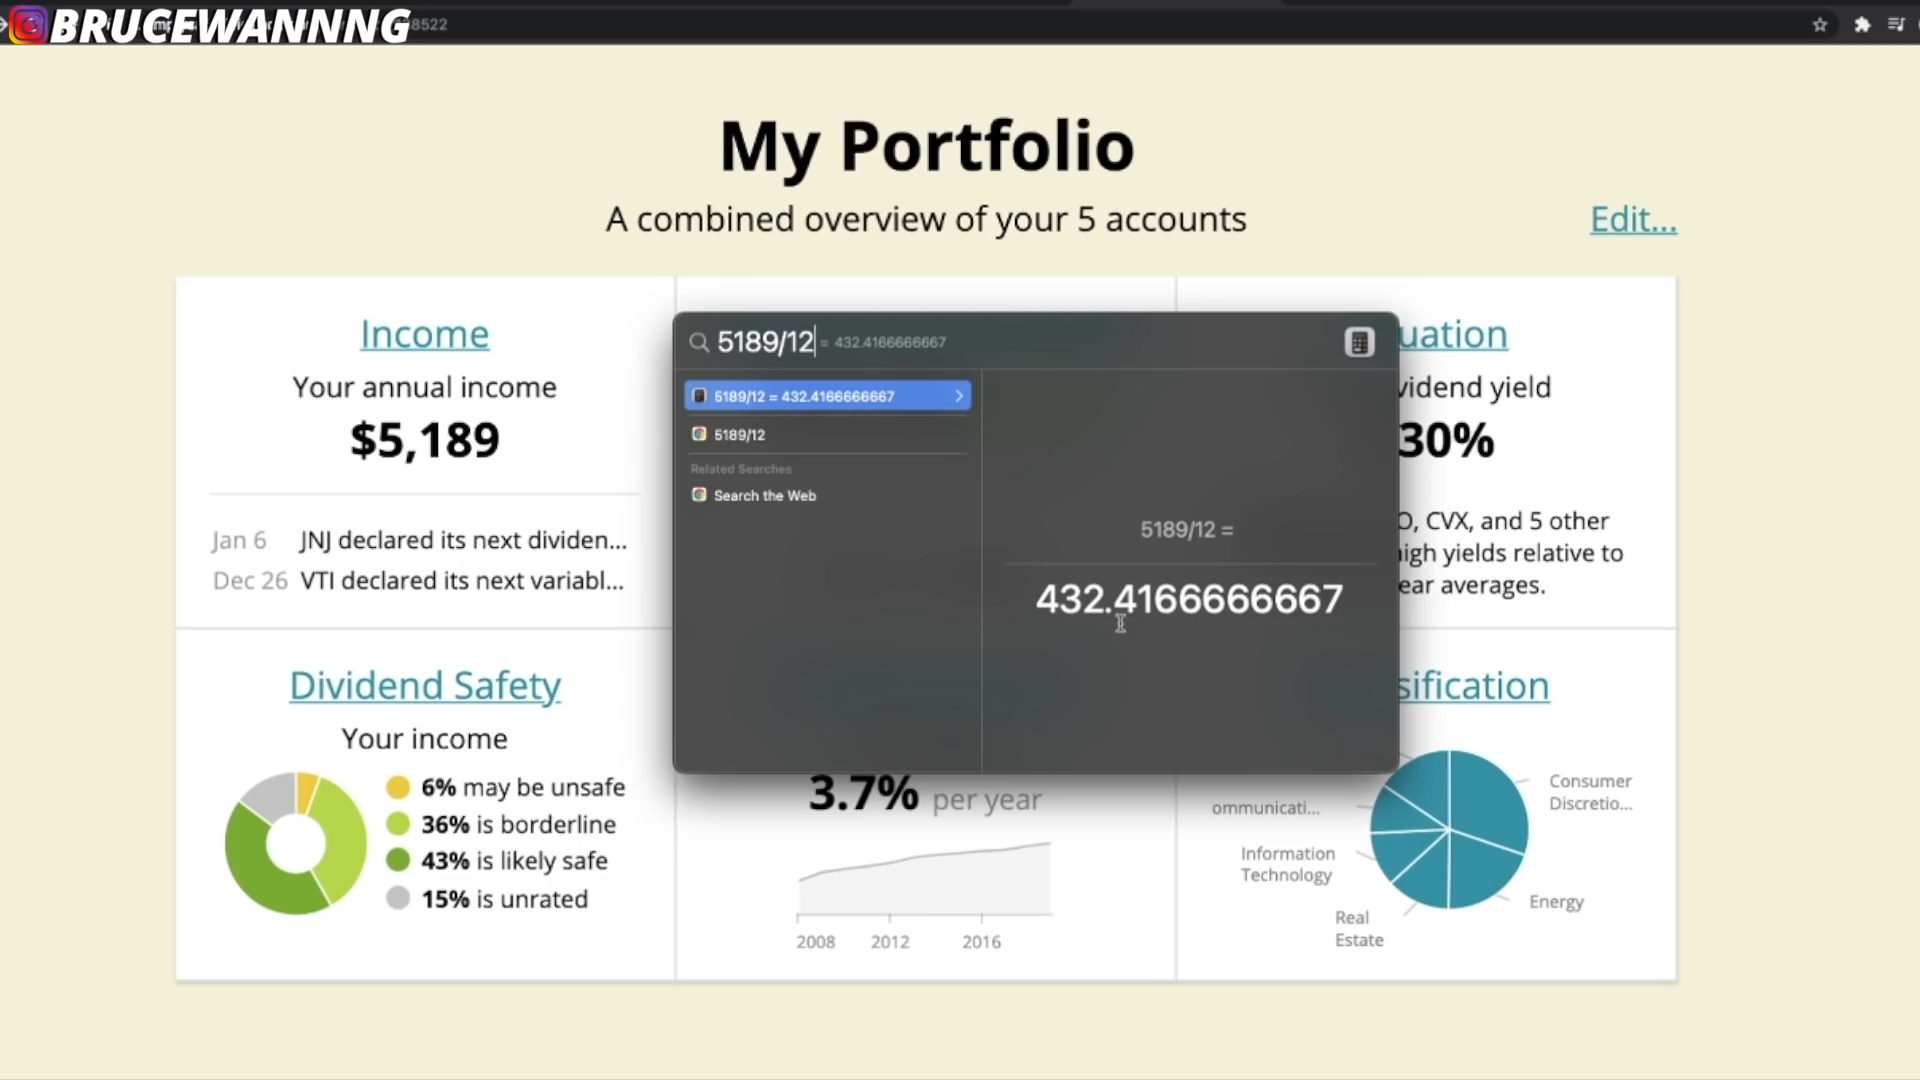 BRUCEWANNNG
8522
My Portfolio
A combined overview of your 5 accounts
Edit...
Income
Your annual income
$5,189
Jan 6 JNJ declared its next dividen...
Dec 26 VTI declared its next variabl...
5189/12 = 432.4166666667
5189/12 = 432.4166666667
5189/12
Related Searches
Search the Web
5189/12 =
432.4166666667
uation
vidend yield
30%
O, CVX, and 5 other
igh yields relative to
ear averages.
Dividend Safety
Your income
6% may be unsafe
36% is borderline
43% is likely safe
15% is unrated
3.7% per year
2008 2012 2016
sification
ommunicati...
Information
Technology
Real
Estate
Consumer
Discretio...
Energy